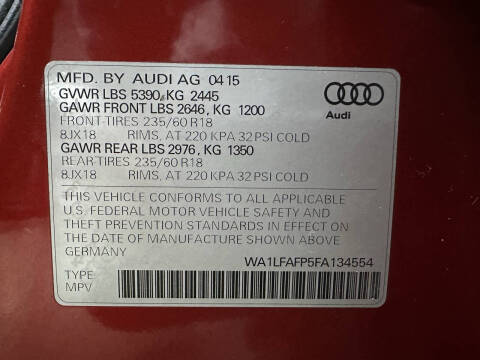 MFD. BY AUDI AG 04 15
GVWR LBS 5390, KG 2445
GAWR FRONT LBS 2646, KG 1200
FRONT-TIRES 235/60 R18
8JX18 RIMS, AT 220 KPA 32 PSI COLD
GAWR REAR LBS 2976, KG 1350
REAR-TIRES 235/60 R18
8JX18 RIMS, AT 220 KPA 32 PSI COLD
Audi
THIS VEHICLE CONFORMS TO ALL APPLICABLE
U.S. FEDERAL MOTOR VEHICLE SAFETY AND
THEFT PREVENTION STANDARDS IN EFFECT ON
THE DATE OF MANUFACTURE SHOWN ABOVE
GERMANY WA1LFAFP5FA134554
TYPE:
MPV